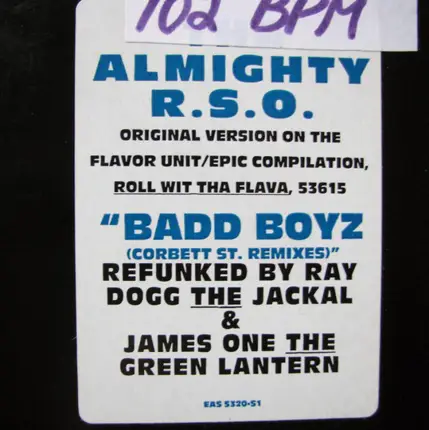 102 BPM
ALMIGHTY
R.S.O.
ORIGINAL VERSION ON THE
FLAVOR UNIT/EPIC COMPILATION,
ROLL WIT THA FLAVA, 53615
"BADD BOYZ
(CORBETT ST. REMIXES)"
REFUNKED BY RAY
DOGG THE JACKAL
&
JAMES ONE THE
GREEN LANTERN
EAS 5320-S1